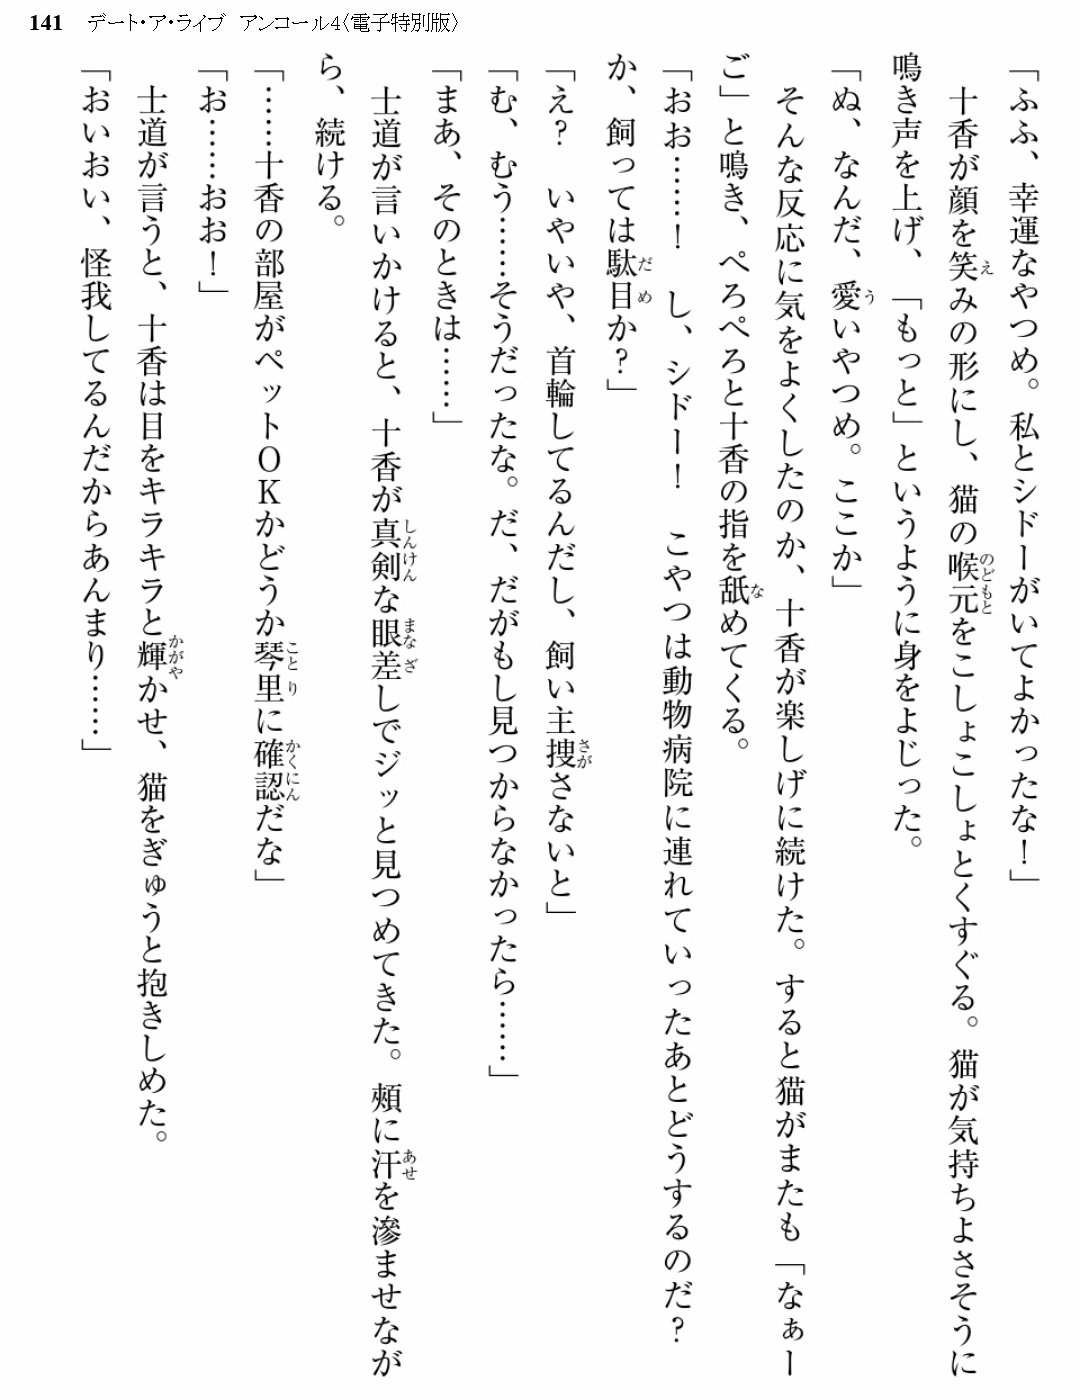 141 デート・ア・ライブ　アンコール4〈電子特別版〉
「ふふ、幸運なやつめ。私とシドーがいてよかったな！」
　十香が顔を笑みの形にし、猫の喉元をこしょこしょとくすぐる。猫が気持ちよさそうに
鳴き声を上げ、「もっと」というように身をよじった。
「ぬ、なんだ、愛いやつめ。ここか」
　そんな反応に気をよくしたのか、十香が楽しげに続けた。すると猫がまたも「なぁー
ご」と鳴き、ぺろぺろと十香の指を舐めてくる。
「おお……！　し、シドー！　こやつは動物病院に連れていったあとどうするのだ？
か、飼っては駄目か？」
「え？　いやいや、首輪してるんだし、飼い主捜さないと」
「む、むう……そうだったな。だ、だがもし見つからなかったら……」
「まあ、そのときは……」
　士道が言いかけると、十香が真剣な眼差しでジッと見つめてきた。頰に汗を滲ませなが
ら、続ける。
「……十香の部屋がペットOKかどうか琴里に確認だな」
「お……おお！」
　士道が言うと、十香は目をキラキラと輝かせ、猫をぎゅうと抱きしめた。
「おいおい、怪我してるんだからあんまり……」